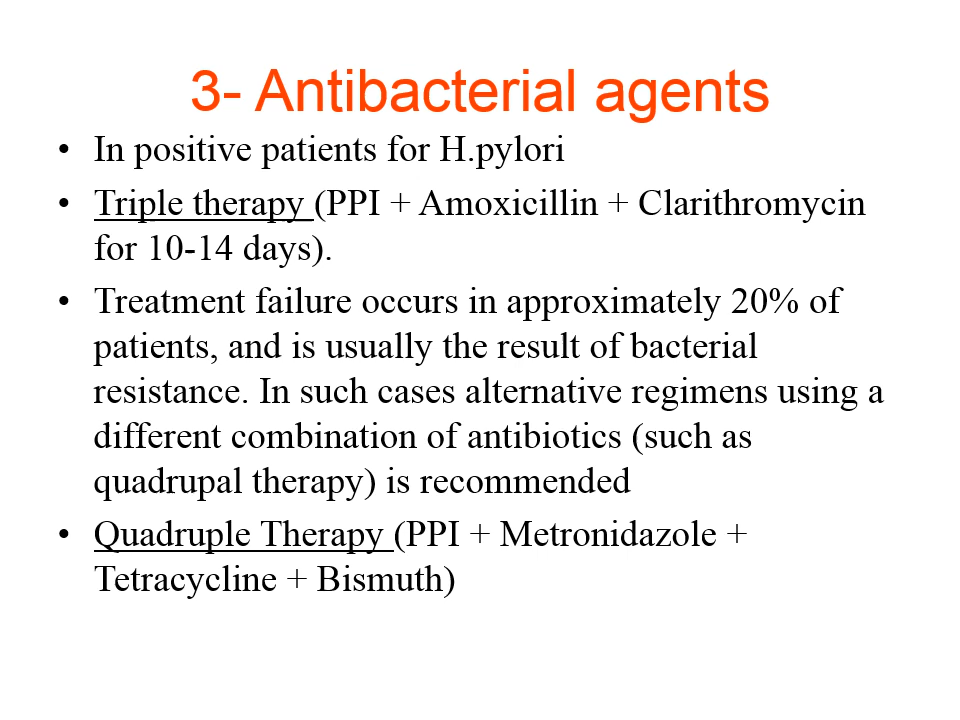 3- Antibacterial agents
• In positive patients for H.pylori
• Triple therapy (PPI + Amoxicillin + Clarithromycin
for 10-14 days).
• Treatment failure occurs in approximately 20% of
patients, and is usually the result of bacterial
resistance. In such cases alternative regimens using a
different combination of antibiotics (such as
quadrupal therapy) is recommended
• Quadruple Therapy (PPI + Metronidazole +
Tetracycline + Bismuth)